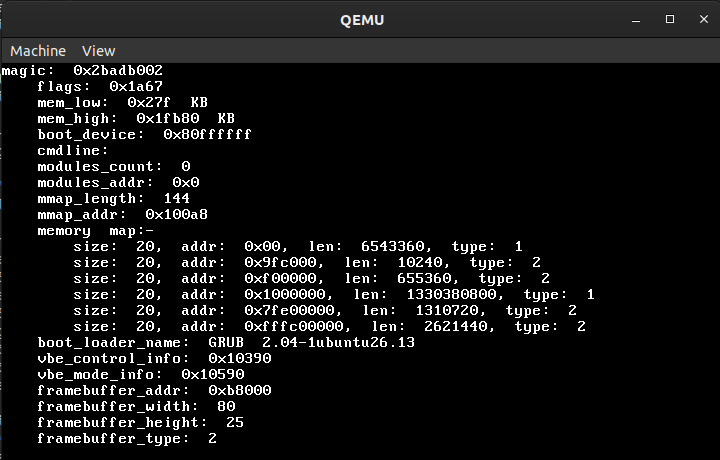 QEMU
Machine View
magic: 0x2badb002
flags: 0x1a67
mem_low: 0x27f KB
mem_high: 0x1fb80 KB
boot_device: 0x80ffffff
cmdline:
modules_count: 0
modules_addr: 0x0
mmap_length: 144
mmap_addr: 0x100a8
memory map:-
size: 20, addr: 0x00, len: 6543360, type: 1
size: 20, addr: 0x9fc000, len: 10240, type: 2
size: 20, addr: 0xf00000, len: 655360, type: 2
size: 20, addr: 0x1000000, len: 1330380800, type: 1
size: 20, addr: 0x7fe00000, len: 1310720, type: 2
size: 20, addr: 0xfffc00000, len: 2621440, type: 2
boot_loader_name: GRUB 2.04-1ubuntu26.13
vbe_control_info: 0x10390
vbe_mode_info: 0x10590
framebuffer_addr: 0xb8000
framebuffer_width: 80
framebuffer_height: 25
framebuffer_type: 2